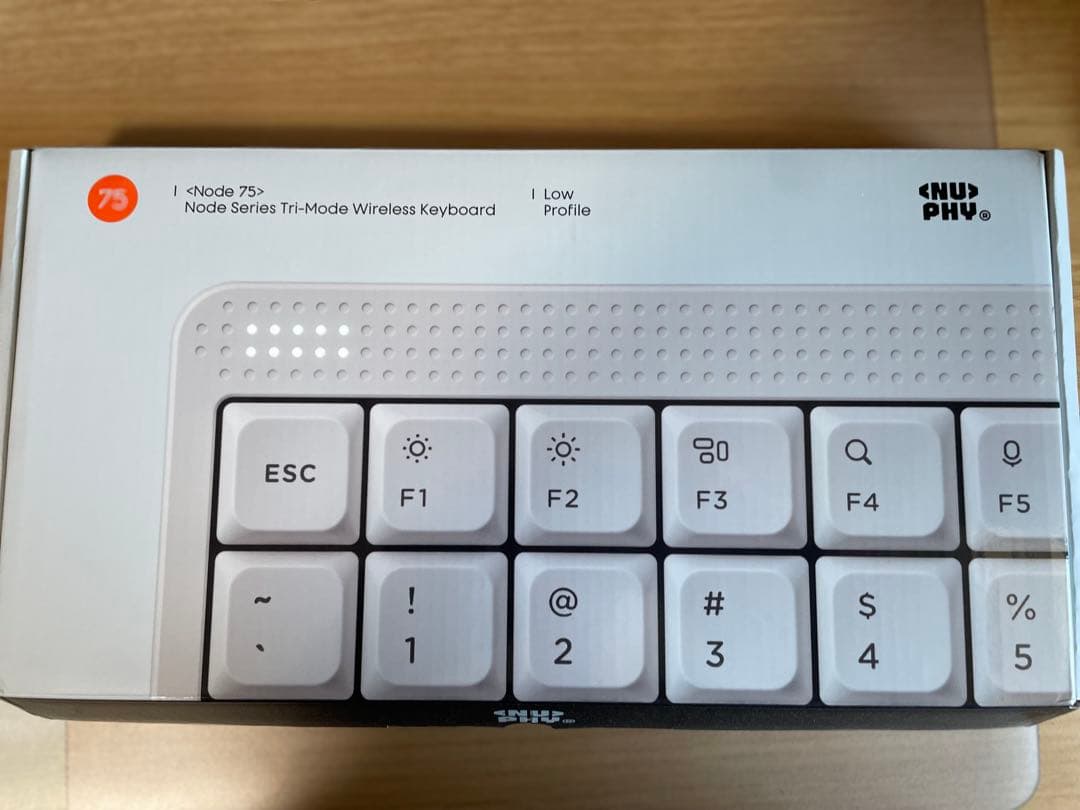 75
<Node 75>
Node Series Tri-Mode Wireless Keyboard
Low
Profile
<NU>
PHY®
ESC
F1
F2
F3
F4
F5
~
`
!
1
@
2
#
3
$
4
%
5
<NU>
PHY®